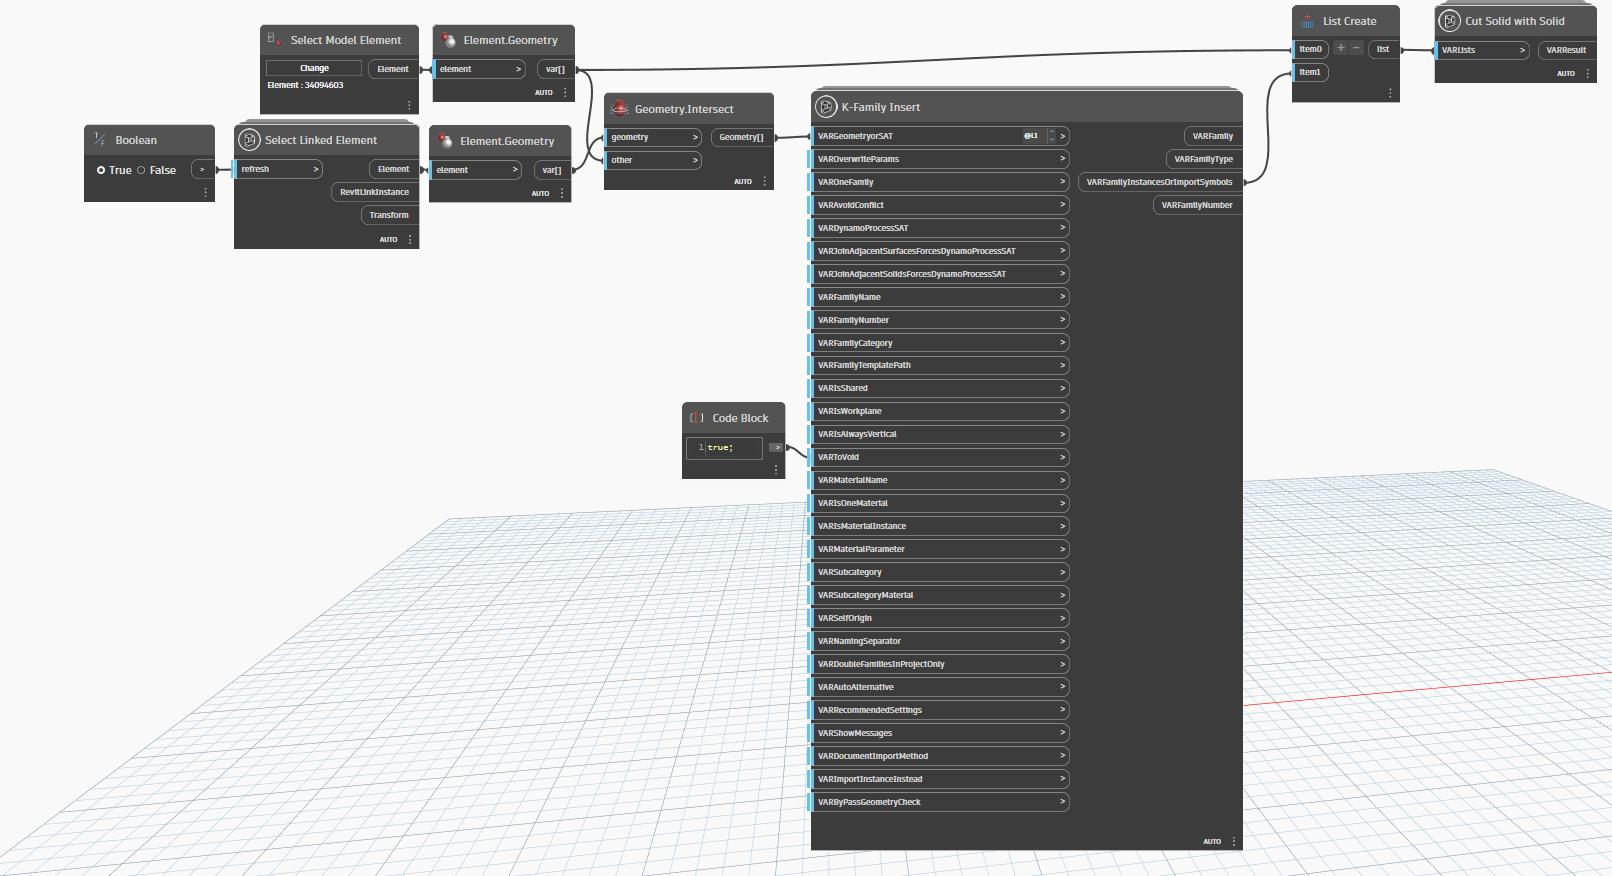 Select Model Element
Change
Element
Element : 34094603
Element.Geometry
element >
var[]
AUTO
Boolean
True False
>
Select Linked Element
refresh >
Element
RevitLinkInstance
Transform
AUTO
Element.Geometry
element >
var[]
AUTO
Geometry.Intersect
geometry >
Geometry[]
other >
AUTO
Code Block
1 true;
>
K-Family Insert
VARGeometryorSAT @L1 >
VARFamily
VAROverwriteParams >
VARFamilyType
VAROneFamily >
VARFamilyInstancesOrImportSymbols
VARAvoidConflict >
VARFamilyNumber
VARDynamoProcessSAT >
VARJoinAdjacentSurfacesForcesDynamoProcessSAT >
VARJoinAdjacentSolidsForcesDynamoProcessSAT >
VARFamilyName >
VARFamilyNumber >
VARFamilyCategory >
VARFamilyTemplatePath >
VARIsShared >
VARIsWorkplane >
VARIsAlwaysVertical >
VARToVoid >
VARMaterialName >
VARIsOneMaterial >
VARIsMaterialInstance >
VARMaterialParameter >
VARSubcategory >
VARSubcategoryMaterial >
VARSelfOrigin >
VARNamingSeparator >
VARDoubleFamiliesInProjectOnly >
VARAutoAlternative >
VARRecommendedSettings >
VARShowMessages >
VARDocumentImportMethod >
VARImportInstanceInstead >
VARByPassGeometryCheck >
AUTO
List Create
item0 + - list
item1
Cut Solid with Solid
VARLists >
VARResult
AUTO